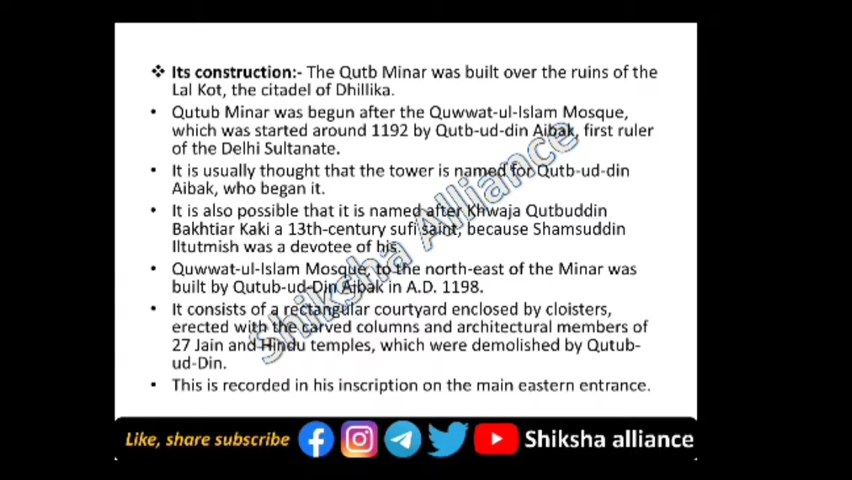 ❖ Its construction:- The Qutb Minar was built over the ruins of the
Lal Kot, the citadel of Dhillika.
• Qutub Minar was begun after the Quwwat-ul-Islam Mosque,
which was started around 1192 by Qutb-ud-din Aibak, first ruler
of the Delhi Sultanate.
• It is usually thought that the tower is named for Qutb-ud-din
Aibak, who began it.
• It is also possible that it is named after Khwaja Qutbuddin
Bakhtiar Kaki a 13th-century sufi saint, because Shamsuddin
Iltutmish was a devotee of his.
• Quwwat-ul-Islam Mosque, to the north-east of the Minar was
built by Qutub-ud-Din Aibak in A.D. 1198.
• It consists of a rectangular courtyard enclosed by cloisters,
erected with the carved columns and architectural members of
27 Jain and Hindu temples, which were demolished by Qutub-
ud-Din.
• This is recorded in his inscription on the main eastern entrance.
Shiksha Alliance
Like, share subscribe Shiksha alliance